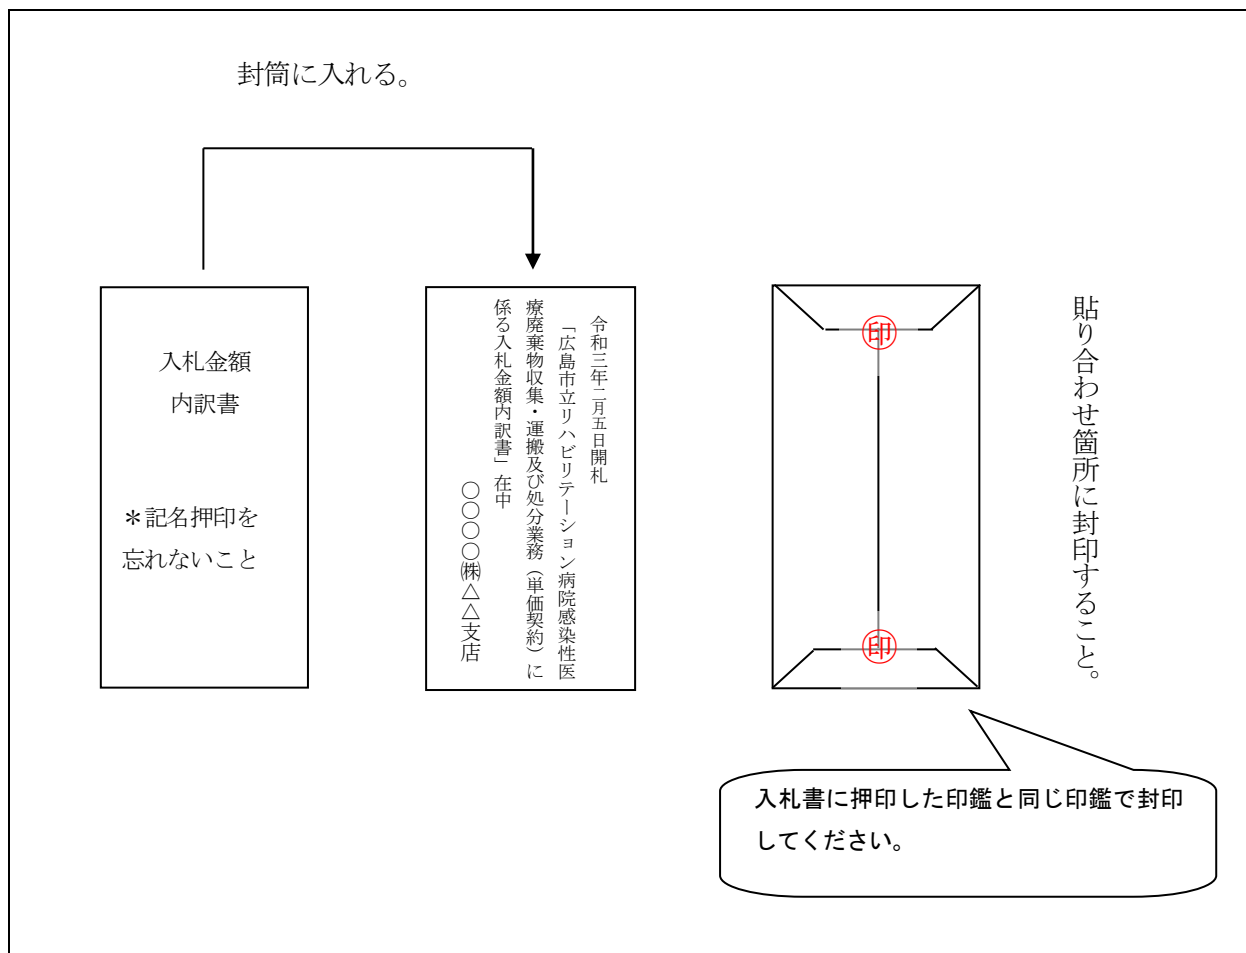 封筒に入れる。
入札金額
内訳書
＊記名押印を
忘れないこと
令和三年二月五日開札
「広島市立リハビリテーション病院感染性医
療廃棄物収集・運搬及び処分業務（単価契約）に
係る入札金額内訳書」在中
〇〇〇〇㈱△△支店
印
印
貼り合わせ箇所に封印すること。
入札書に押印した印鑑と同じ印鑑で封印
してください。